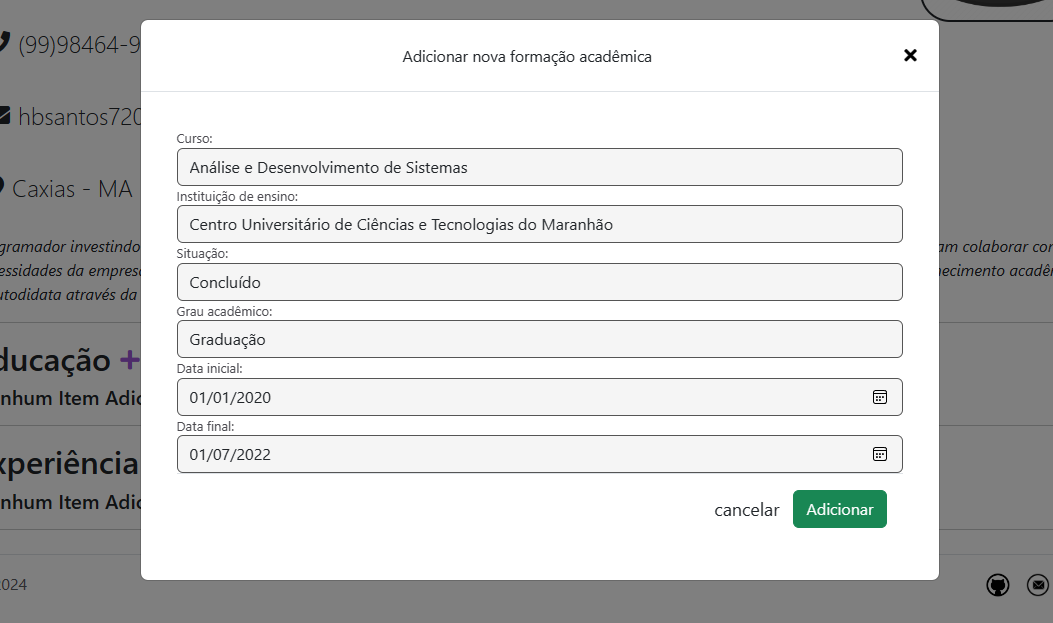 (99)98464-9
Adicionar nova formação acadêmica
hbsantos720
Caxias - MA
Curso:
Análise e Desenvolvimento de Sistemas
Instituição de ensino:
Centro Universitário de Ciências e Tecnologias do Maranhão
Situação:
Concluído
Grau acadêmico:
Graduação
Data inicial:
01/01/2020
Data final:
01/07/2022
cancelar
Adicionar
gramador investindo am colaborar con
essidades da empres hecimento acadê
utodidata através da
ducação +
nhum Item Adic
xperiência
nhum Item Adic
2024